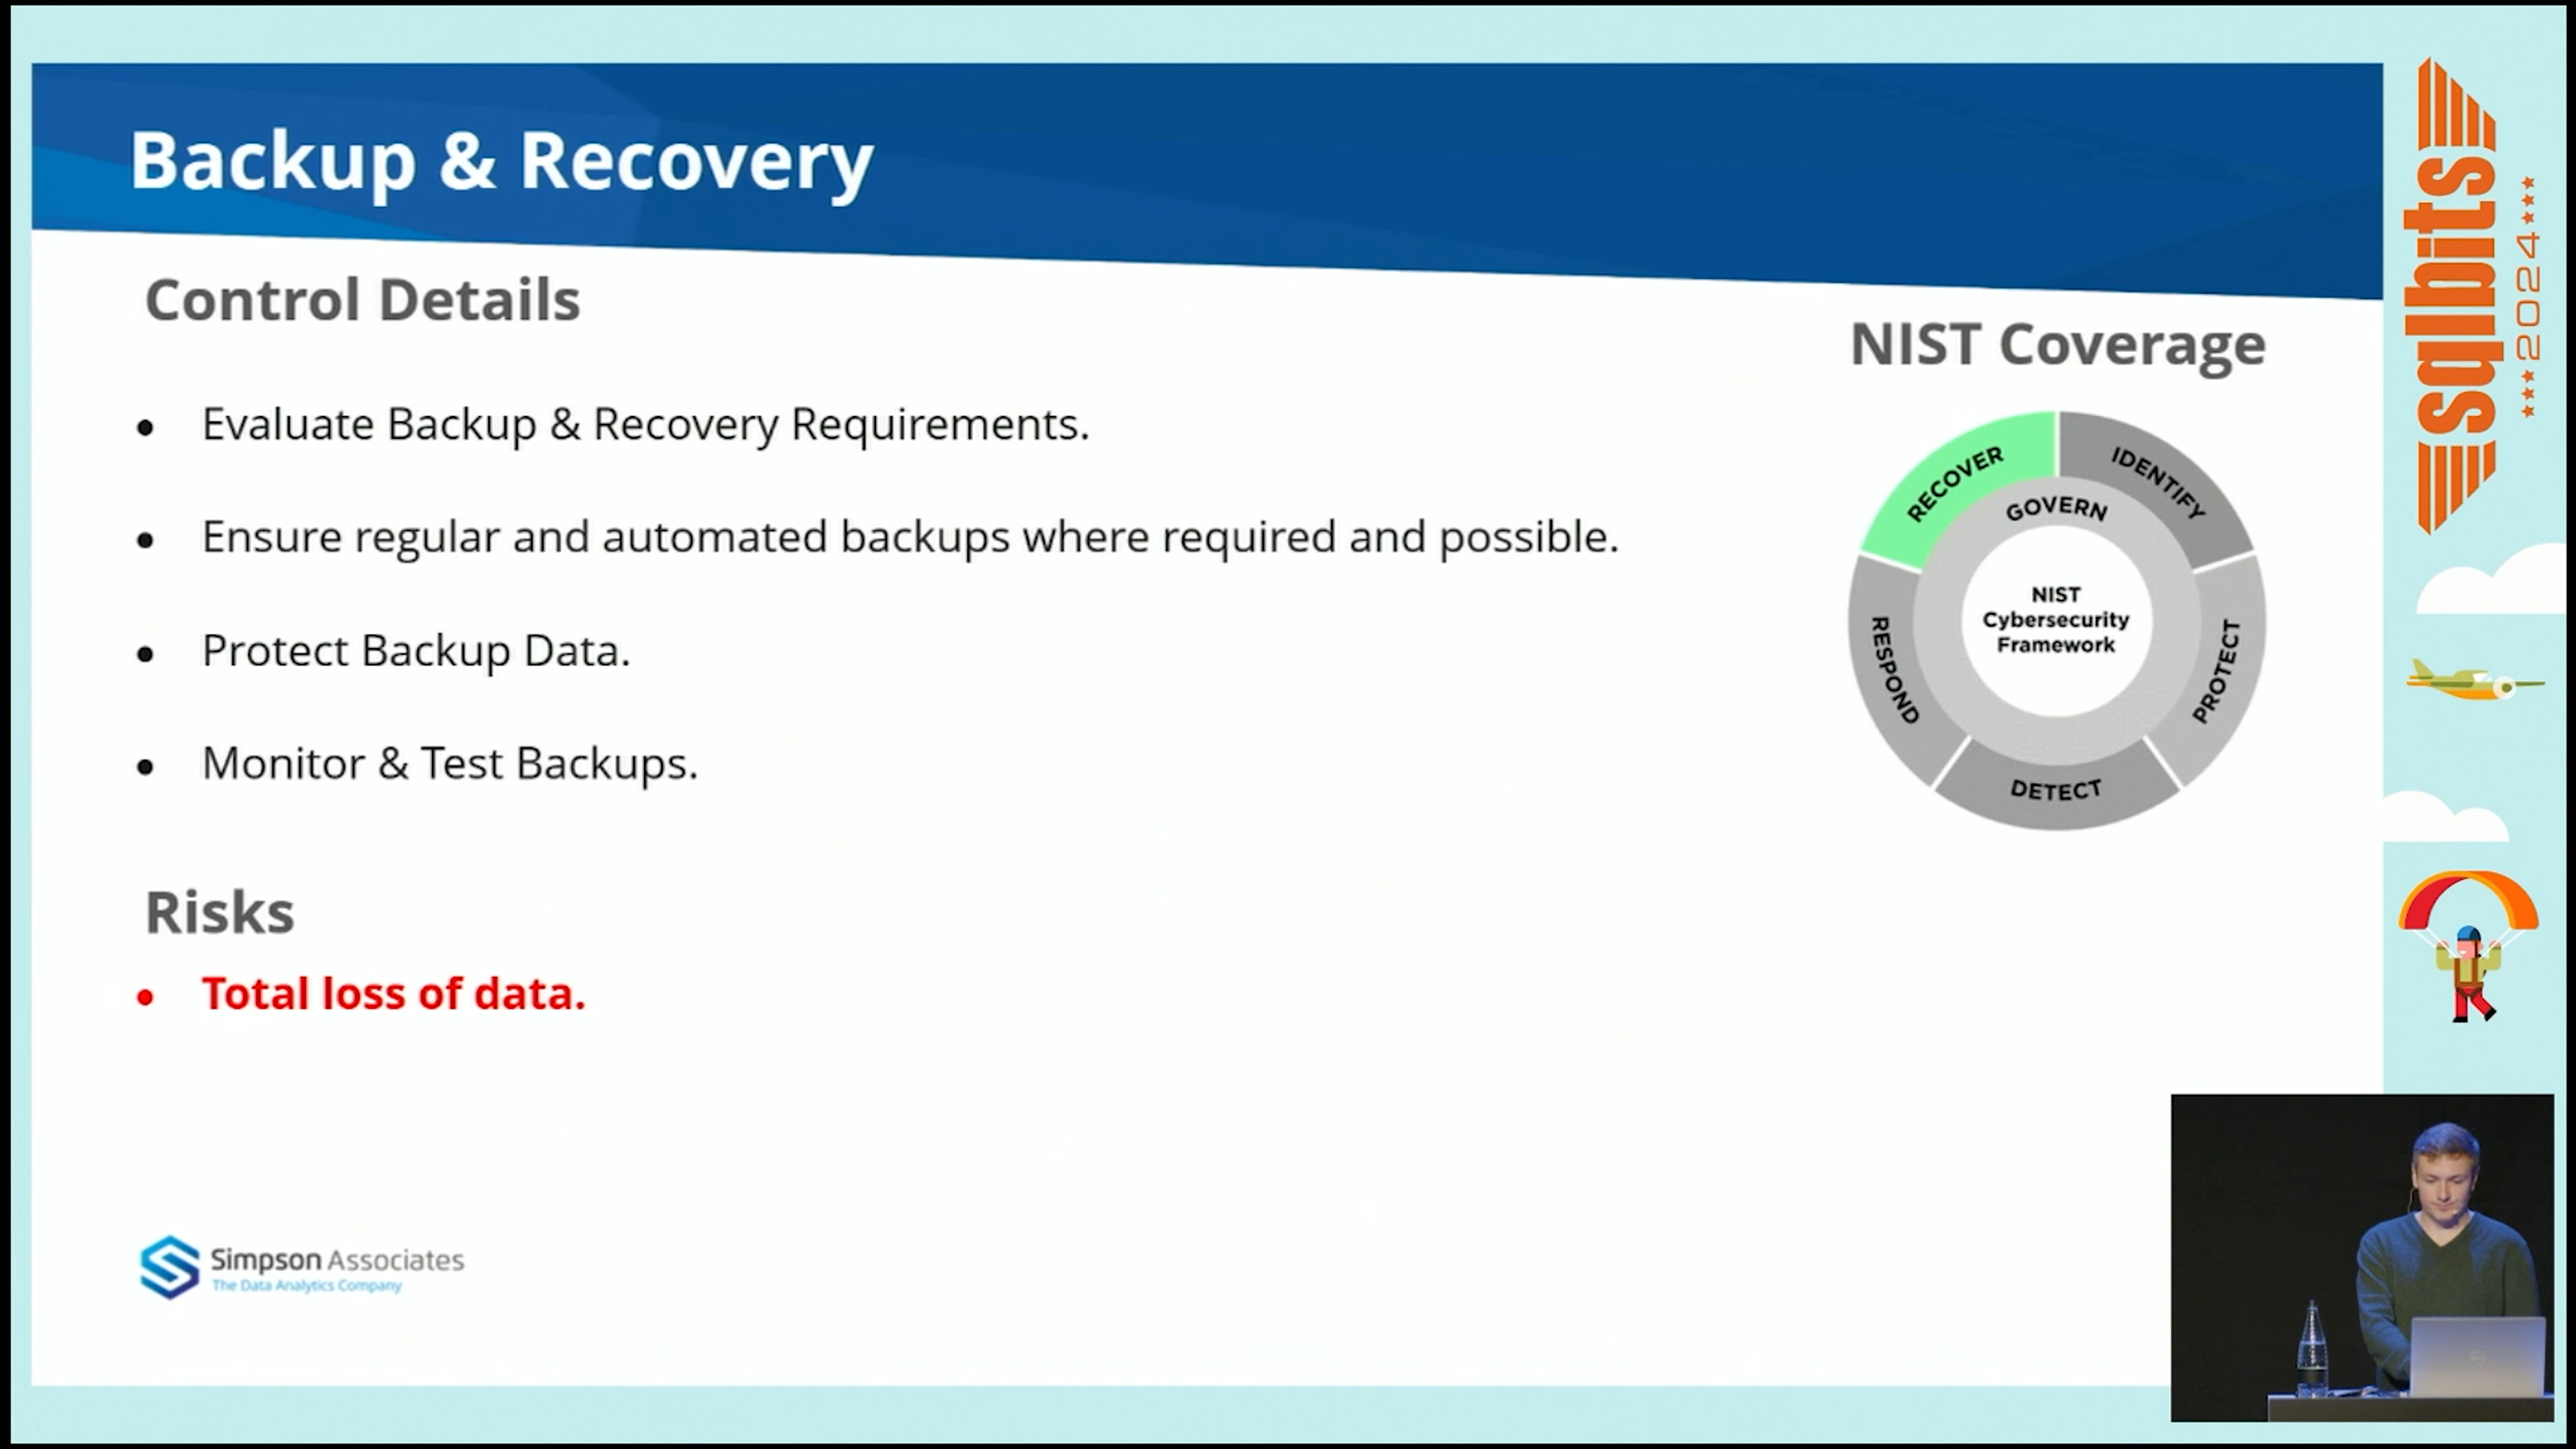 Backup & Recovery
Control Details
• Evaluate Backup & Recovery Requirements.
• Ensure regular and automated backups where required and possible.
• Protect Backup Data.
• Monitor & Test Backups.
Risks
• Total loss of data.
NIST Coverage
RECOVER
IDENTIFY
GOVERN
NIST
Cybersecurity
Framework
RESPOND
PROTECT
DETECT
Simpson Associates
The Data Analytics Company
sqlbits
2024